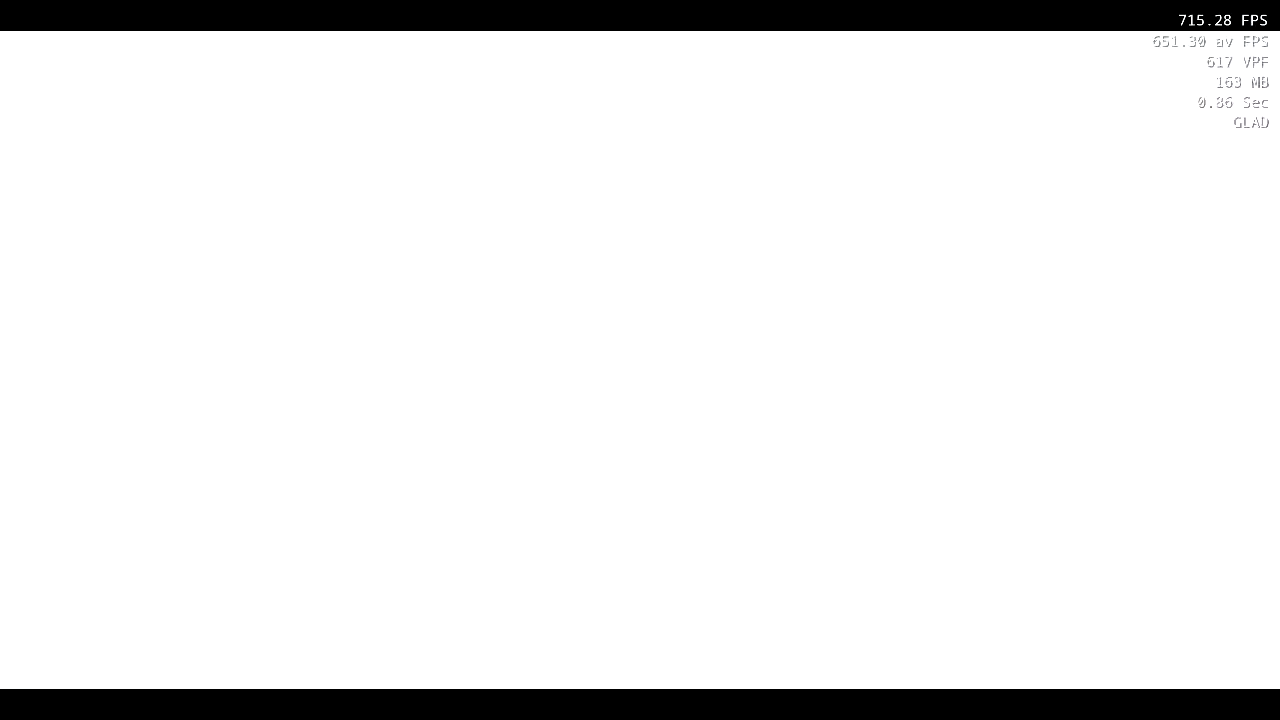 715.28 FPS
651.30 av FPS
617 VPF
163 MB
0.86 Sec
GLAD